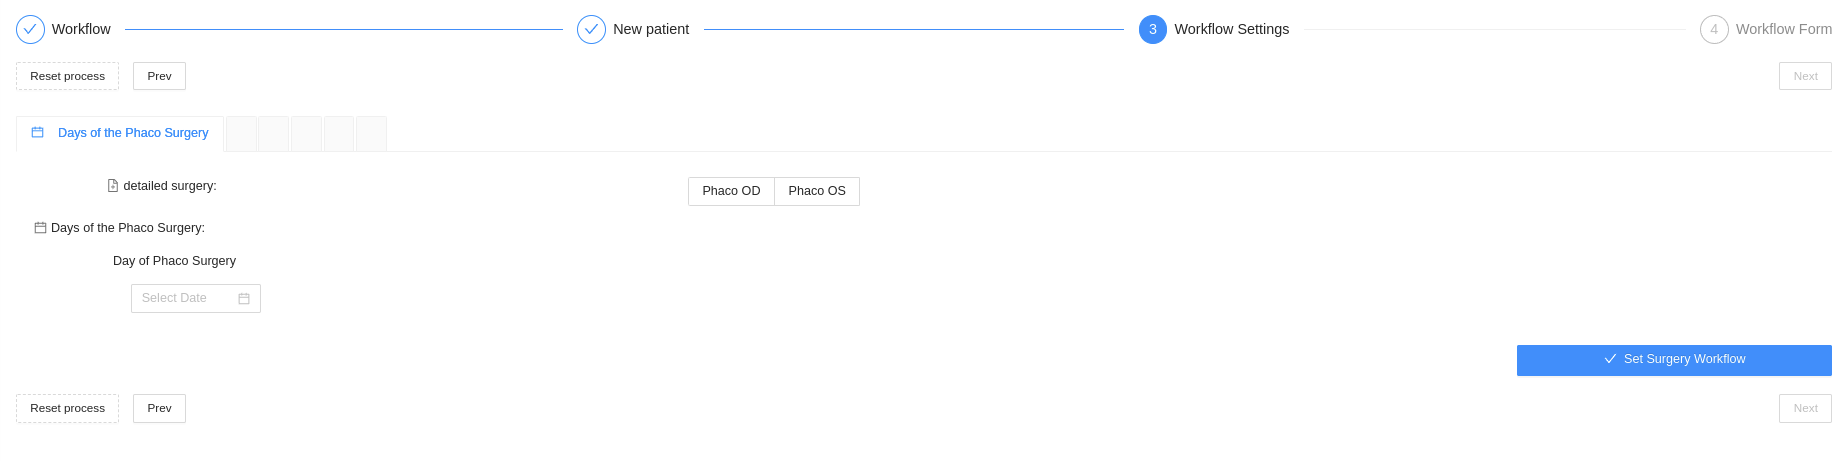 Workflow
New patient
3 Workflow Settings
4 Workflow Form
Reset process Prev Next
Days of the Phaco Surgery
detailed surgery: Phaco OD Phaco OS
Days of the Phaco Surgery:
Day of Phaco Surgery
Select Date
Set Surgery Workflow
Reset process Prev Next